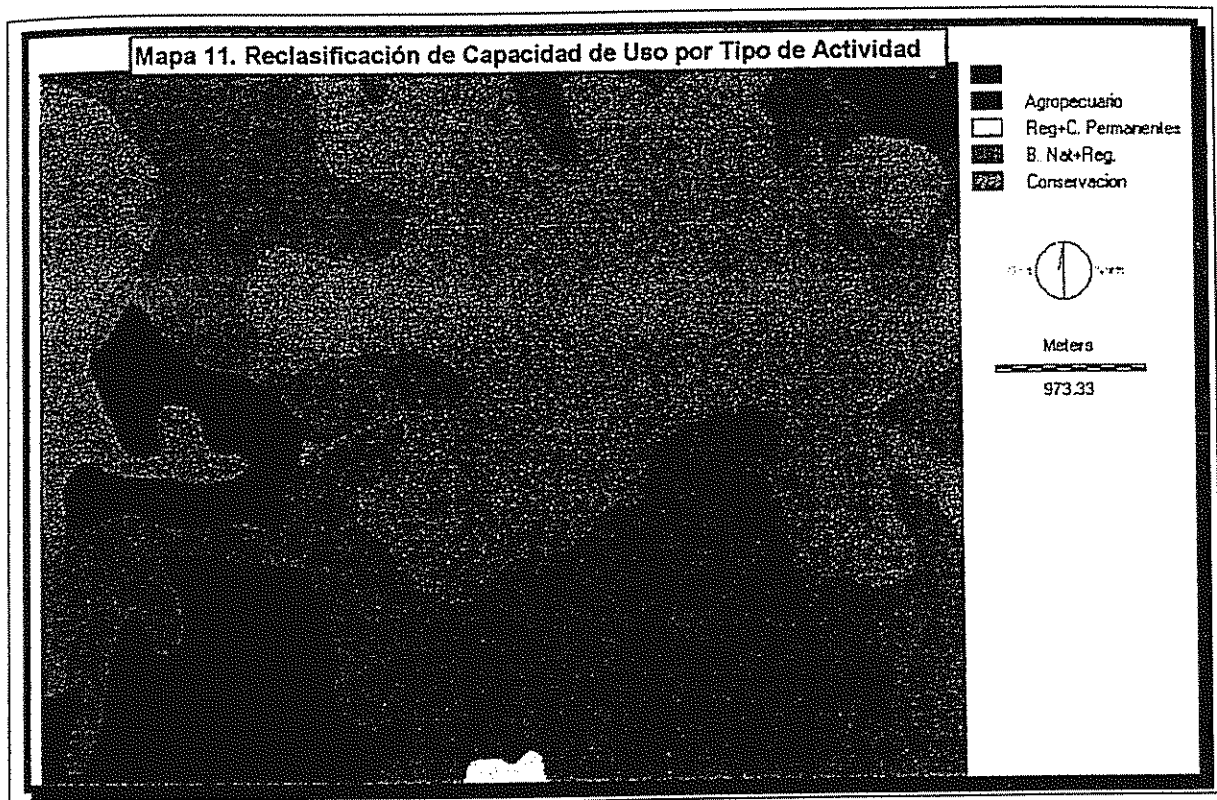 Mapa 11. Reclasificación de Capacidad de Uso por Tipo de Actividad
Agropecuario
Reg+C. Permanentes
B. Nat+Reg.
Conservacion
Meters
973.33